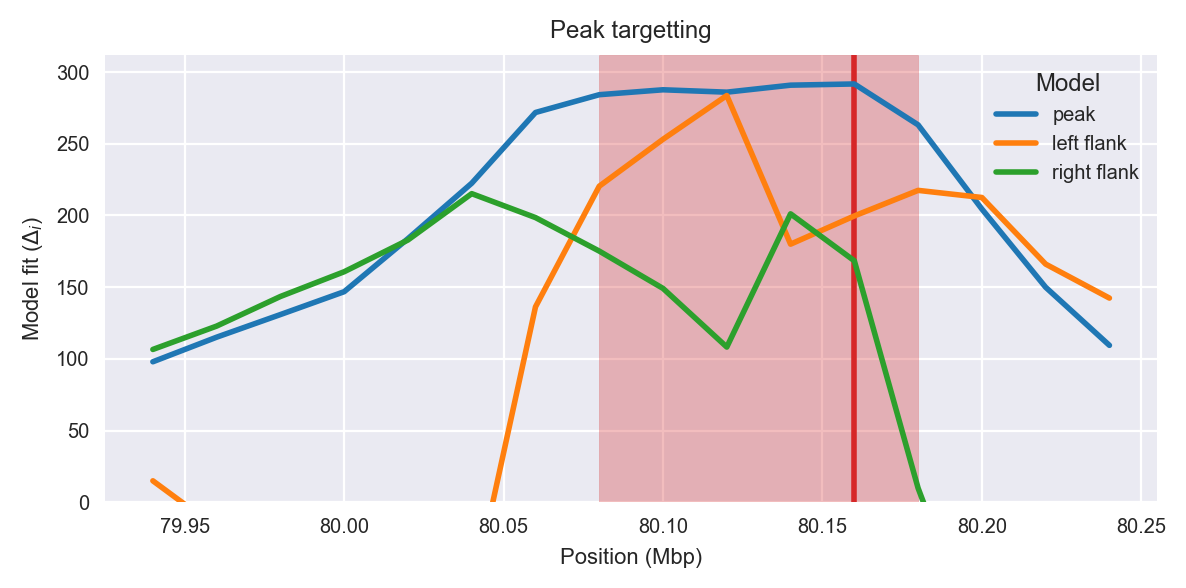 Peak targetting
Model fit (Δᵢ)
300
250
200
150
100
50
0
Model
peak
left flank
right flank
79.95 80.00 80.05 80.10 80.15 80.20 80.25
Position (Mbp)